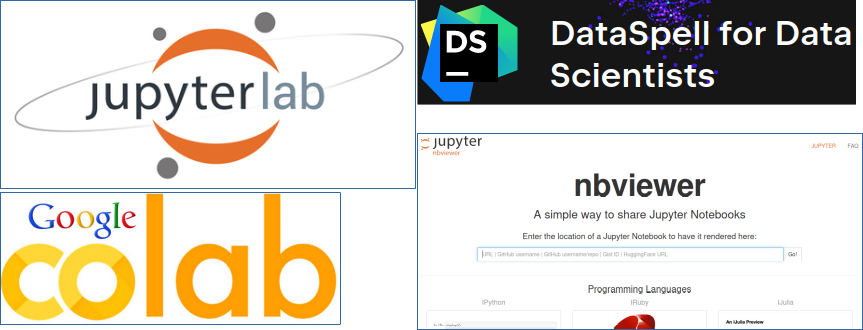 jupyterlab
DS
DataSpell for Data
Scientists
Google
colab
jupyter
nbviewer
JUPYTER FAQ
nbviewer
A simple way to share Jupyter Notebooks
Enter the location of a Jupyter Notebook to have it rendered here:
URL | GitHub username | GitHub username/repo | Gist ID | HuggingFace URL
Go!
Programming Languages
IPython IRuby IJulia
An IJulia Preview